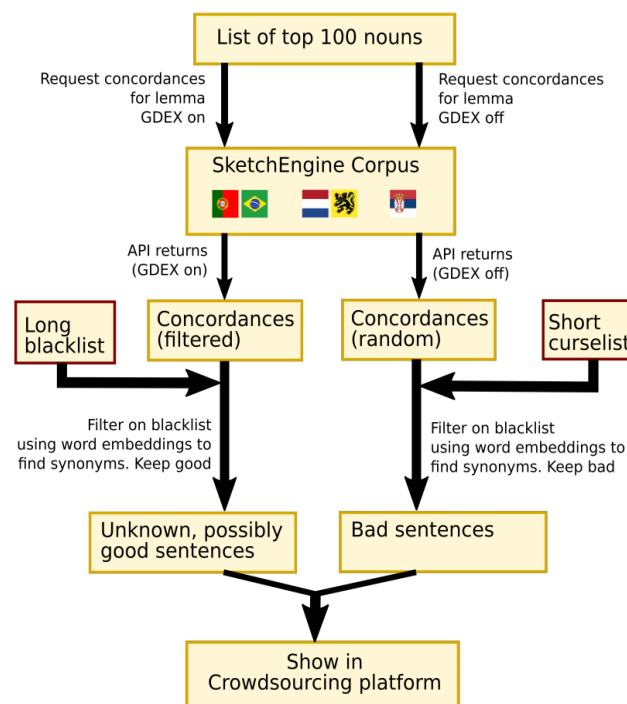 List of top 100 nouns
Request concordances
for lemma
GDEX on
Request concordances
for lemma
GDEX off
SketchEngine Corpus
API returns
(GDEX on)
API returns
(GDEX off)
Long
blacklist
Concordances
(filtered)
Concordances
(random)
Short
curselist
Filter on blacklist
using word embeddings to
find synonyms. Keep good
Filter on blacklist
using word embeddings to
find synonyms. Keep bad
Unknown, possibly
good sentences
Bad sentences
Show in
Crowdsourcing platform